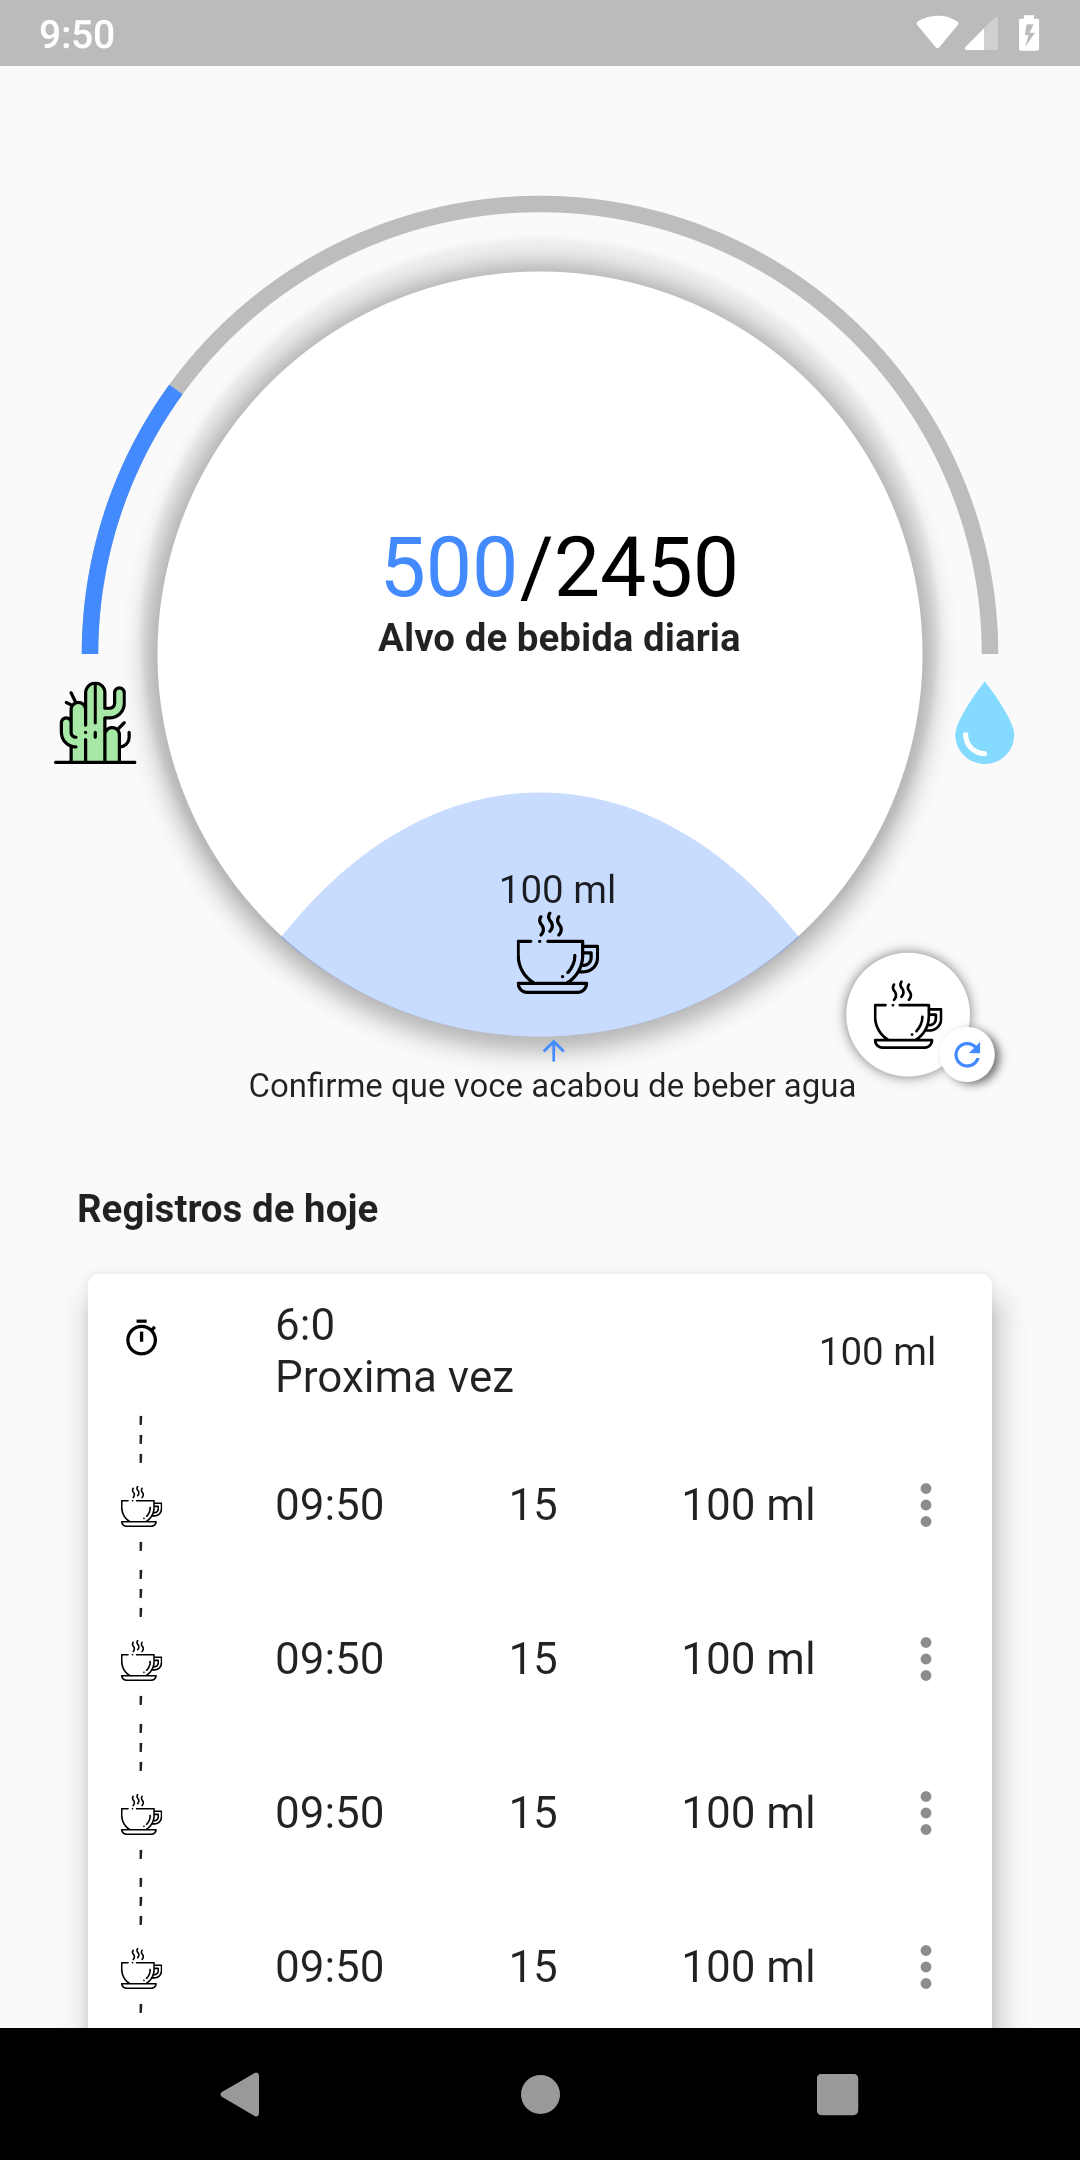 9:50
500/2450
Alvo de bebida diaria
100 ml
Confirme que voce acabou de beber agua
Registros de hoje
6:0
Proxima vez
100 ml
09:50 15 100 ml
09:50 15 100 ml
09:50 15 100 ml
09:50 15 100 ml